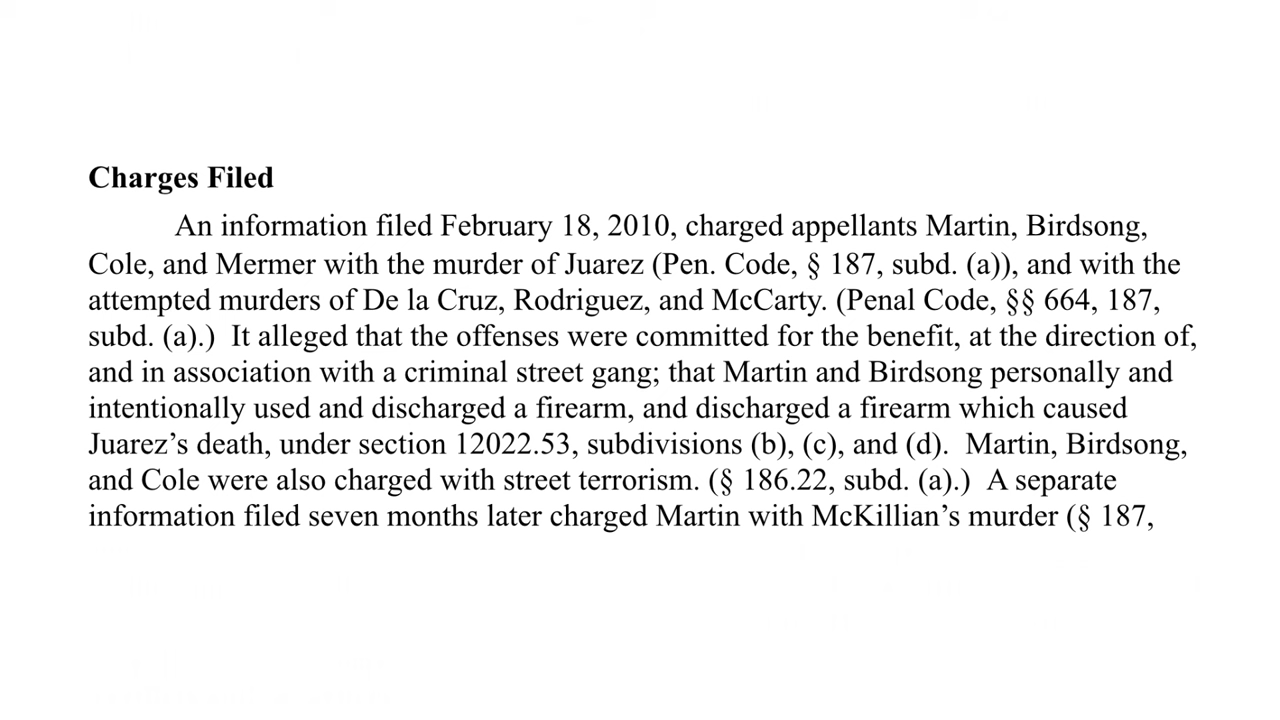 Charges Filed
An information filed February 18, 2010, charged appellants Martin, Birdsong,
Cole, and Mermer with the murder of Juarez (Pen. Code, § 187, subd. (a)), and with the
attempted murders of De la Cruz, Rodriguez, and McCarty. (Penal Code, §§ 664, 187,
subd. (a).)  It alleged that the offenses were committed for the benefit, at the direction of,
and in association with a criminal street gang; that Martin and Birdsong personally and
intentionally used and discharged a firearm, and discharged a firearm which caused
Juarez’s death, under section 12022.53, subdivisions (b), (c), and (d).  Martin, Birdsong,
and Cole were also charged with street terrorism. (§ 186.22, subd. (a).)  A separate
information filed seven months later charged Martin with McKillian’s murder (§ 187,